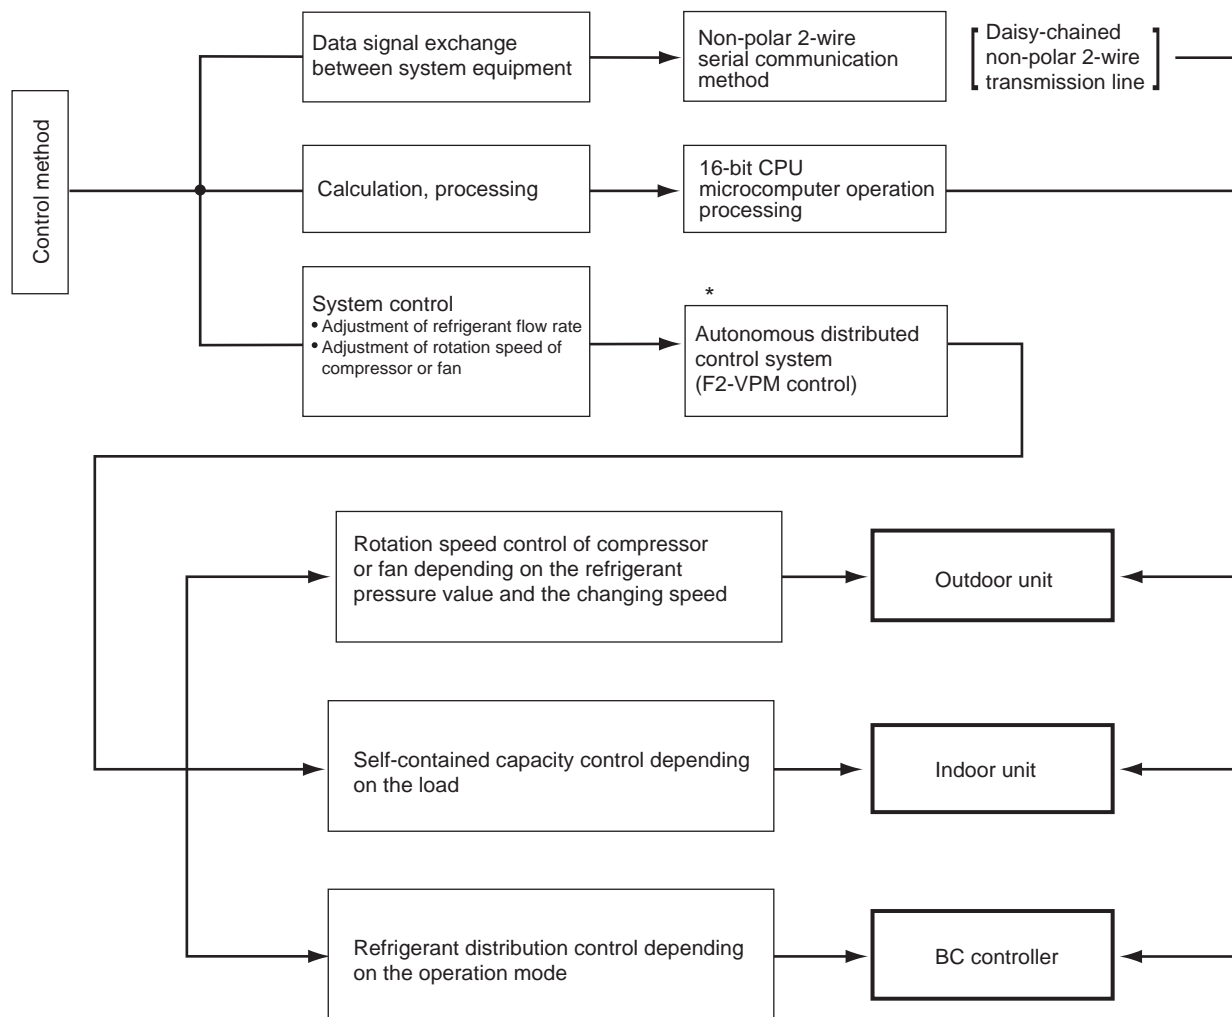 Control method
Data signal exchange
between system equipment
Non-polar 2-wire
serial communication
method
Daisy-chained
non-polar 2-wire
transmission line
Calculation, processing
16-bit CPU
microcomputer operation
processing
System control
• Adjustment of refrigerant flow rate
• Adjustment of rotation speed of
compressor or fan
*
Autonomous distributed
control system
(F2-VPM control)
Rotation speed control of compressor
or fan depending on the refrigerant
pressure value and the changing speed
Outdoor unit
Self-contained capacity control depending
on the load
Indoor unit
Refrigerant distribution control depending
on the operation mode
BC controller